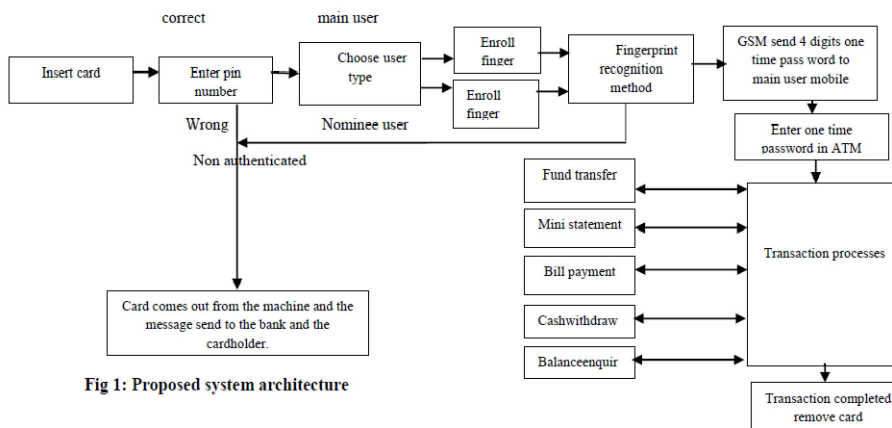 correct
main user
Insert card
Enter pin
number
Choose user
type
Enroll
finger
Enroll
finger
Fingerprint
recognition
method
GSM send 4 digits one
time pass word to
main user mobile
Wrong
Nominee user
Non authenticated
Enter one time
password in ATM
Fund transfer
Mini statement
Bill payment
Cashwithdraw
Balanceenquir
Transaction processes
Card comes out from the machine and the
message send to the bank and the
cardholder.
Transaction completed
remove card
Fig 1: Proposed system architecture